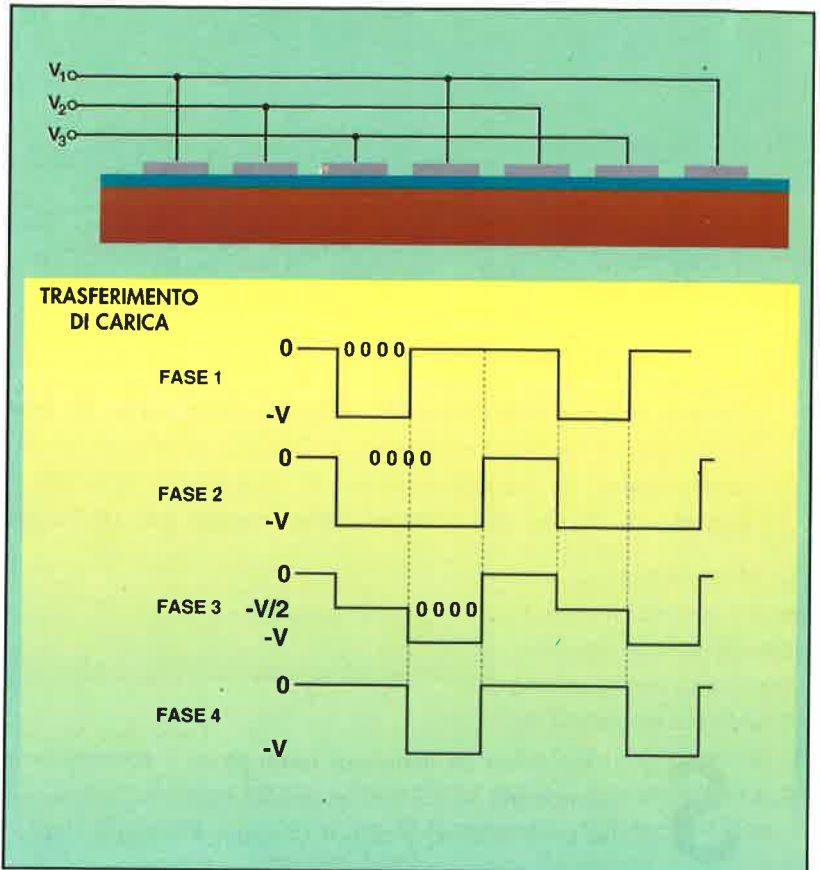 V₁
V₂
V₃
TRASFERIMENTO
DI CARICA
FASE 1
0
0000
-V
FASE 2
0
0000
-V
FASE 3
0
-V/2
0000
-V
FASE 4
0
-V